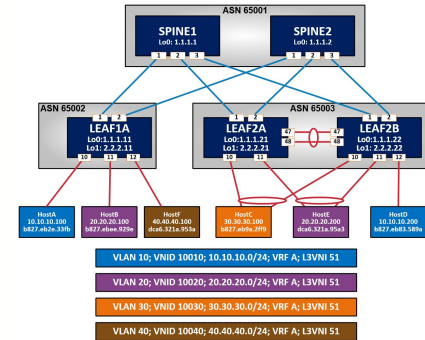 ASN 65001
SPINE1
Lo0: 1.1.1.1
1 2 3
SPINE2
Lo0: 1.1.1.2
1 2 3
ASN 65002
1 2
LEAF1A
Lo0:1.1.1.11
Lo1: 2.2.2.11
10 11 12
ASN 65003
1 2
LEAF2A
Lo0:1.1.1.21
Lo1: 2.2.2.21
10 11
47 47
48 48
1 2
LEAF2B
Lo0:1.1.1.22
Lo1: 2.2.2.22
10 11 12
HostA
10.10.10.100
b827.eb2e.33fb
HostB
20.20.20.100
b827.ebee.929e
HostF
40.40.40.100
dca6.321a.953a
HostC
30.30.30.100
b827.eb9a.2ff9
HostE
20.20.20.200
dca6.321a.95a3
HostD
10.10.10.200
b827.eb83.589a
VLAN 10; VNID 10010; 10.10.10.0/24; VRF A; L3VNI 51
VLAN 20; VNID 10020; 20.20.20.0/24; VRF A; L3VNI 51
VLAN 30; VNID 10030; 30.30.30.0/24; VRF A; L3VNI 51
VLAN 40; VNID 10040; 40.40.40.0/24; VRF A; L3VNI 51